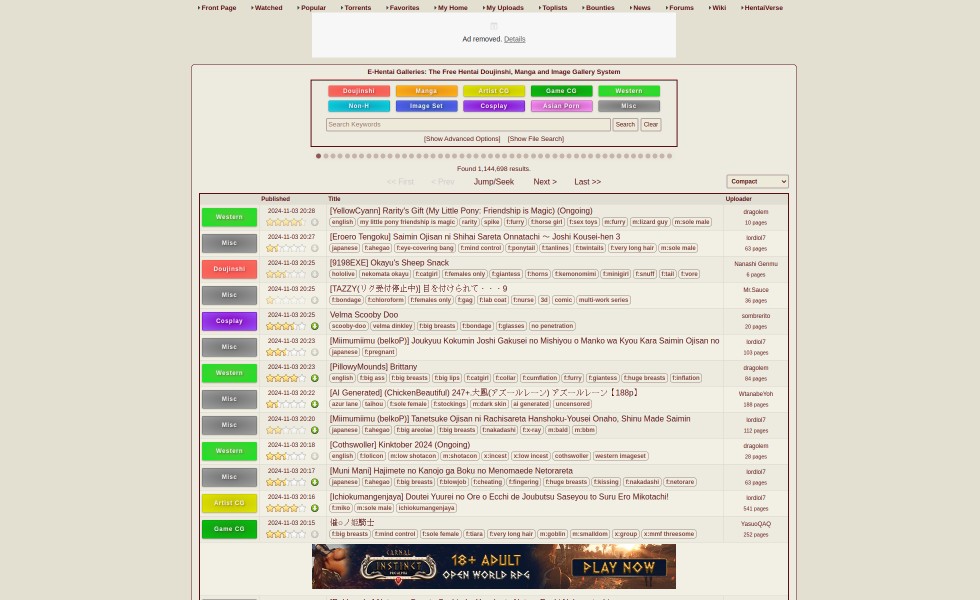 Front Page Watched Popular Torrents Favorites My Home My Uploads Toplists Bounties News Forums Wiki HentaiVerse
Ad removed. Details
E-Hentai Galleries: The Free Hentai Doujinshi, Manga and Image Gallery System
Doujinshi Manga Artist CG Game CG Western
Non-H Image Set Cosplay Asian Porn Misc
Search Keywords Search Clear
[Show Advanced Options] [Show File Search]
Found 1,144,698 results.
<< First < Prev Jump/Seek Next > Last >> Compact
Published Title Uploader
Western 2024-11-03 20:28 [YellowCyann] Rarity's Gift (My Little Pony: Friendship is Magic) (Ongoing) dragolem
english my little pony friendship is magic rarity spike f:furry f:horse girl f:sex toys m:furry m:lizard guy m:sole male 10 pages
Misc 2024-11-03 20:27 [Eroero Tengoku] Saimin Ojisan ni Shihai Sareta Onnatachi ～ Joshi Kousei-hen 3 lordlol7
japanese f:ahegao f:eye-covering bang f:mind control f:ponytail f:tanlines f:twintails f:very long hair m:sole male 63 pages
Doujinshi 2024-11-03 20:25 [9198EXE] Okayu's Sheep Snack Nanashi Genmu
hololive nekomata okayu f:catgirl f:females only f:giantess f:horns f:kemonomimi f:minigirl f:snuff f:tail f:vore 6 pages
Misc 2024-11-03 20:25 [TAZZY(リク受付停止中)] 目を付けられて・・・9 Mr.Sauce
f:bondage f:chloroform f:females only f:gag f:lab coat f:nurse 3d comic multi-work series 36 pages
Cosplay 2024-11-03 20:25 Velma Scooby Doo sombrerito
scooby-doo velma dinkley f:big breasts f:bondage f:glasses no penetration 20 pages
Misc 2024-11-03 20:23 [Miimumiimu (belkoP)] Joukyuu Kokumin Joshi Gakusei no Mishiyou o Manko wa Kyou Kara Saimin Ojisan no lordlol7
japanese f:pregnant 103 pages
Western 2024-11-03 20:23 [PillowyMounds] Brittany dragolem
english f:big ass f:big breasts f:big lips f:catgirl f:collar f:cumflation f:furry f:giantess f:huge breasts f:inflation 84 pages
Misc 2024-11-03 20:22 [AI Generated] (ChickenBeautiful) 247+.大鳳(アズールレーン) アズールレーン【188p】 WtanabeYoh
azur lane taihou f:sole female f:stockings m:dark skin ai generated uncensored 188 pages
Misc 2024-11-03 20:20 [Miimumiimu (belkoP)] Tanetsuke Ojisan ni Rachisareta Hanshoku-Yousei Onaho, Shinu Made Saimin lordlol7
japanese f:ahegao f:big areolae f:big breasts f:nakadashi f:x-ray m:bald m:bbm 112 pages
Western 2024-11-03 20:18 [Cothswoller] Kinktober 2024 (Ongoing) dragolem
english f:lolicon m:low shotacon m:shotacon x:incest x:low incest cothswoller western imageset 28 pages
Misc 2024-11-03 20:17 [Muni Mani] Hajimete no Kanojo ga Boku no Menomaede Netorareta lordlol7
japanese f:ahegao f:big breasts f:blowjob f:cheating f:fingering f:huge breasts f:kissing f:nakadashi f:netorare 63 pages
Artist CG 2024-11-03 20:16 [Ichiokumangenjaya] Doutei Yuurei no Ore o Ecchi de Joubutsu Saseyou to Suru Ero Mikotachi! lordlol7
f:miko m:sole male ichiokumangenjaya 541 pages
Game CG 2024-11-03 20:15 YasuoQAQ
f:big breasts f:mind control f:sole female f:tiara f:very long hair m:goblin m:smalldom x:group x:mmf threesome 252 pages
CARNAL INSTINCT 18+ ADULT OPEN WORLD RPG PLAY NOW